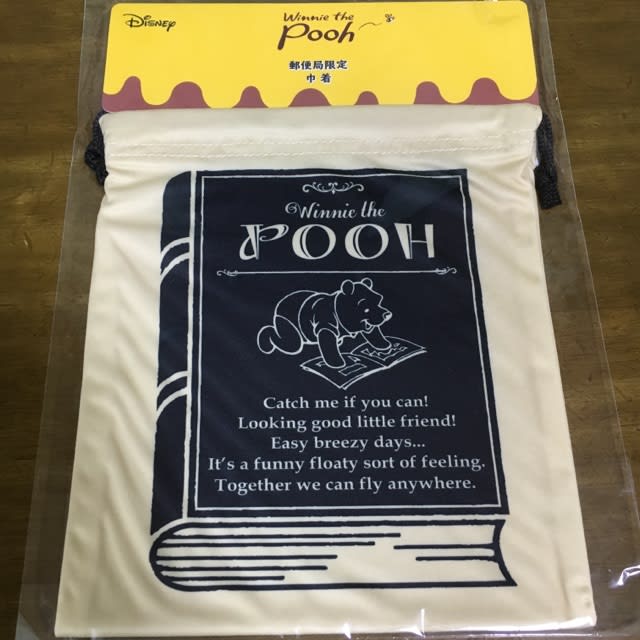 Disney
Winnie the
Pooh
郵便局限定
巾着
Winnie the
POOH
Catch me if you can!
Looking good little friend!
Easy breezy days...
It's a funny floaty sort of feeling.
Together we can fly anywhere.